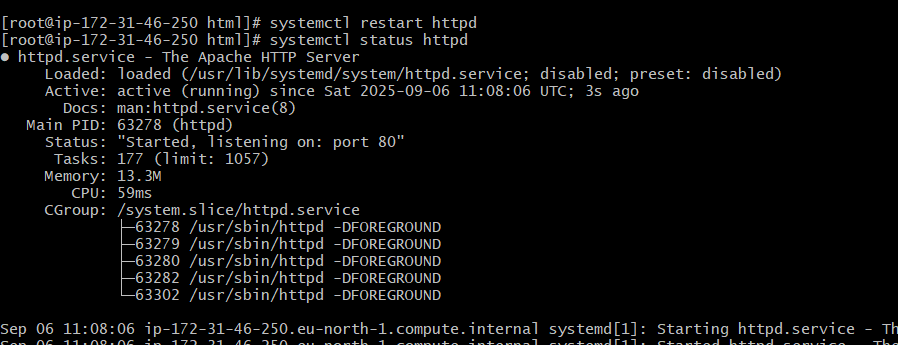 [root@ip-172-31-46-250 html]# systemctl restart httpd
[root@ip-172-31-46-250 html]# systemctl status httpd
● httpd.service - The Apache HTTP Server
     Loaded: loaded (/usr/lib/systemd/system/httpd.service; disabled; preset: disabled)
     Active: active (running) since Sat 2025-09-06 11:08:06 UTC; 3s ago
       Docs: man:httpd.service(8)
   Main PID: 63278 (httpd)
     Status: "Started, listening on: port 80"
      Tasks: 177 (limit: 1057)
     Memory: 13.3M
        CPU: 59ms
     CGroup: /system.slice/httpd.service
             ├─63278 /usr/sbin/httpd -DFOREGROUND
             ├─63279 /usr/sbin/httpd -DFOREGROUND
             ├─63280 /usr/sbin/httpd -DFOREGROUND
             ├─63282 /usr/sbin/httpd -DFOREGROUND
             └─63302 /usr/sbin/httpd -DFOREGROUND
Sep 06 11:08:06 ip-172-31-46-250.eu-north-1.compute.internal systemd[1]: Starting httpd.service - Th
Sep 06 11:08:06 ip-172-31-46-250.eu-north-1.compute.internal systemd[1]: Started httpd.service - The